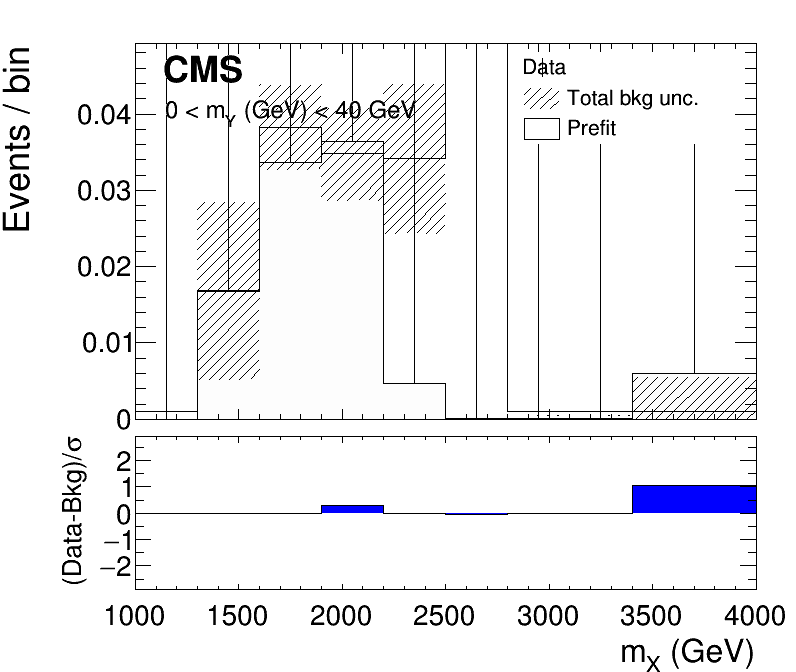 CMS
0 < mY (GeV) < 40 GeV
Data
Total bkg unc.
Prefit
Events / bin
0.04
0.03
0.02
0.01
0
(Data-Bkg)/σ
2
1
0
−1
−2
1000 1500 2000 2500 3000 3500 4000
mX (GeV)